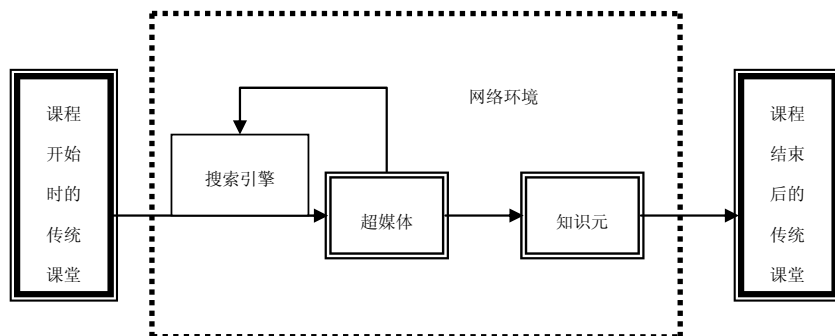 课程
开始
时的
传统
课堂
网络环境
搜索引擎
超媒体
知识元
课程
结束
后的
传统
课堂